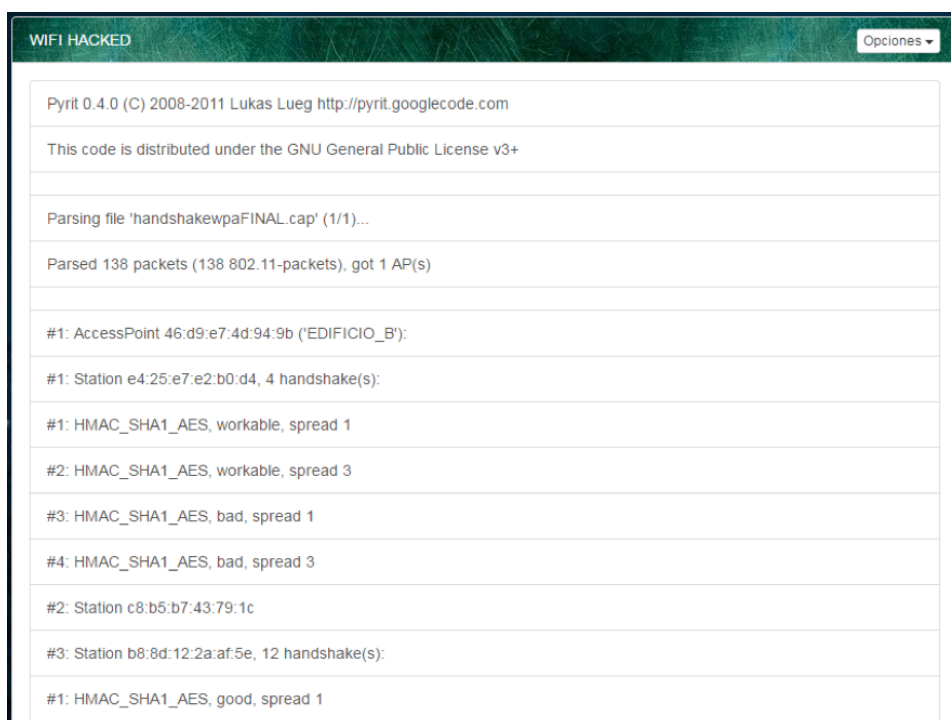 WIFI HACKED
Opciones
Pyrit 0.4.0 (C) 2008-2011 Lukas Lueg http://pyrit.googlecode.com
This code is distributed under the GNU General Public License v3+
Parsing file 'handshakewpaFINAL.cap' (1/1)...
Parsed 138 packets (138 802.11-packets), got 1 AP(s)
#1: AccessPoint 46:d9:e7:4d:94:9b ('EDIFICIO_B'):
#1: Station e4:25:e7:e2:b0:d4, 4 handshake(s):
#1: HMAC_SHA1_AES, workable, spread 1
#2: HMAC_SHA1_AES, workable, spread 3
#3: HMAC_SHA1_AES, bad, spread 1
#4: HMAC_SHA1_AES, bad, spread 3
#2: Station c8:b5:b7:43:79:1c
#3: Station b8:8d:12:2a:af:5e, 12 handshake(s):
#1: HMAC_SHA1_AES, good, spread 1